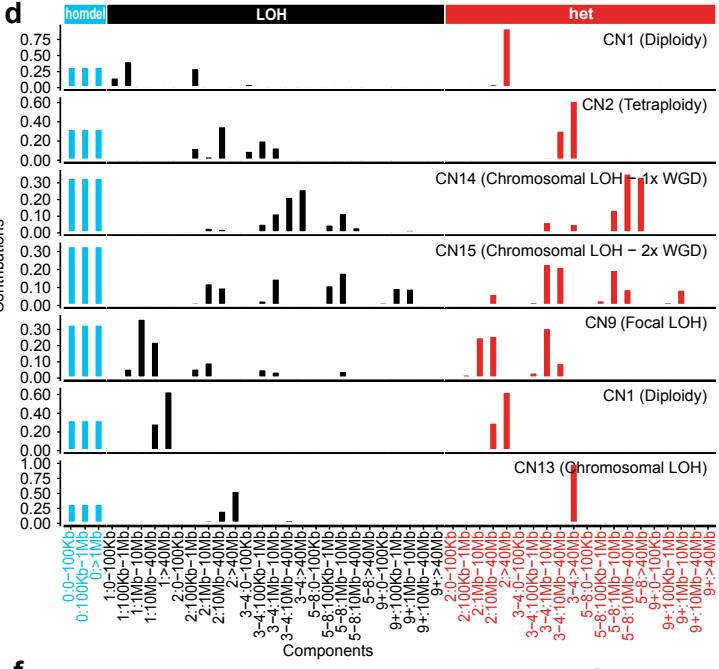 d
homdel LOH het
CN1 (Diploidy)
0.75
0.50
0.25
0.00
CN2 (Tetraploidy)
0.60
0.40
0.20
0.00
CN14 (Chromosomal LOH − 1x WGD)
0.30
0.20
0.10
0.00
CN15 (Chromosomal LOH − 2x WGD)
0.30
0.20
0.10
0.00
CN9 (Focal LOH)
0.30
0.20
0.10
0.00
CN1 (Diploidy)
0.60
0.40
0.20
0.00
CN13 (Chromosomal LOH)
1.00
0.75
0.50
0.25
0.00
Contributions
0:0−100Kb
0:100Kb−1Mb
0:>1Mb
1:0−100Kb
1:100Kb−1Mb
1:1Mb−10Mb
1:10Mb−40Mb
1:>40Mb
2:0−100Kb
2:100Kb−1Mb
2:1Mb−10Mb
2:10Mb−40Mb
2:>40Mb
3−4:0−100Kb
3−4:100Kb−1Mb
3−4:1Mb−10Mb
3−4:10Mb−40Mb
3−4:>40Mb
5−8:0−100Kb
5−8:100Kb−1Mb
5−8:1Mb−10Mb
5−8:10Mb−40Mb
5−8:>40Mb
9+:0−100Kb
9+:100Kb−1Mb
9+:1Mb−10Mb
9+:10Mb−40Mb
9+:>40Mb
2:0−100Kb
2:100Kb−1Mb
2:1Mb−10Mb
2:10Mb−40Mb
2:>40Mb
3−4:0−100Kb
3−4:100Kb−1Mb
3−4:1Mb−10Mb
3−4:10Mb−40Mb
3−4:>40Mb
5−8:0−100Kb
5−8:100Kb−1Mb
5−8:1Mb−10Mb
5−8:10Mb−40Mb
5−8:>40Mb
9+:0−100Kb
9+:100Kb−1Mb
9+:1Mb−10Mb
9+:10Mb−40Mb
9+:>40Mb
Components